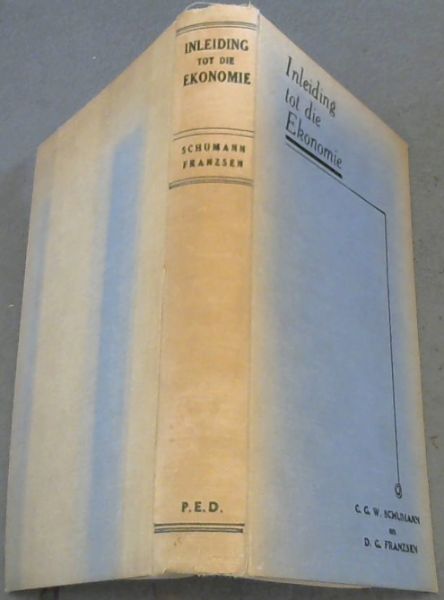 INLEIDING
TOT DIE
EKONOMIE
SCHUMANN
FRANZSEN
P.E.D.
Inleiding
tot die
Ekonomie
C. G. W. SCHUMANN
en
D. G. FRANZSEN